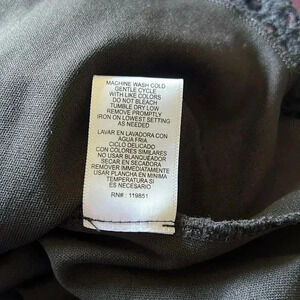 MACHINE WASH COLD
GENTLE CYCLE
WITH LIKE COLORS
DO NOT BLEACH
TUMBLE DRY LOW
REMOVE PROMPTLY
IRON ON LOWEST SETTING
AS NEEDED
LAVAR EN LAVADORA CON
AGUA FRIA
CICLO DELICADO
CON COLORES SIMILARES
NO USAR BLANQUEADOR
SECAR EN SECADORA
REMOVER IMMEDIATAMENTE
USAR PLANCHA EN MINIMA
TEMPERATURA SI
ES NECESARIO
RN# : 119851